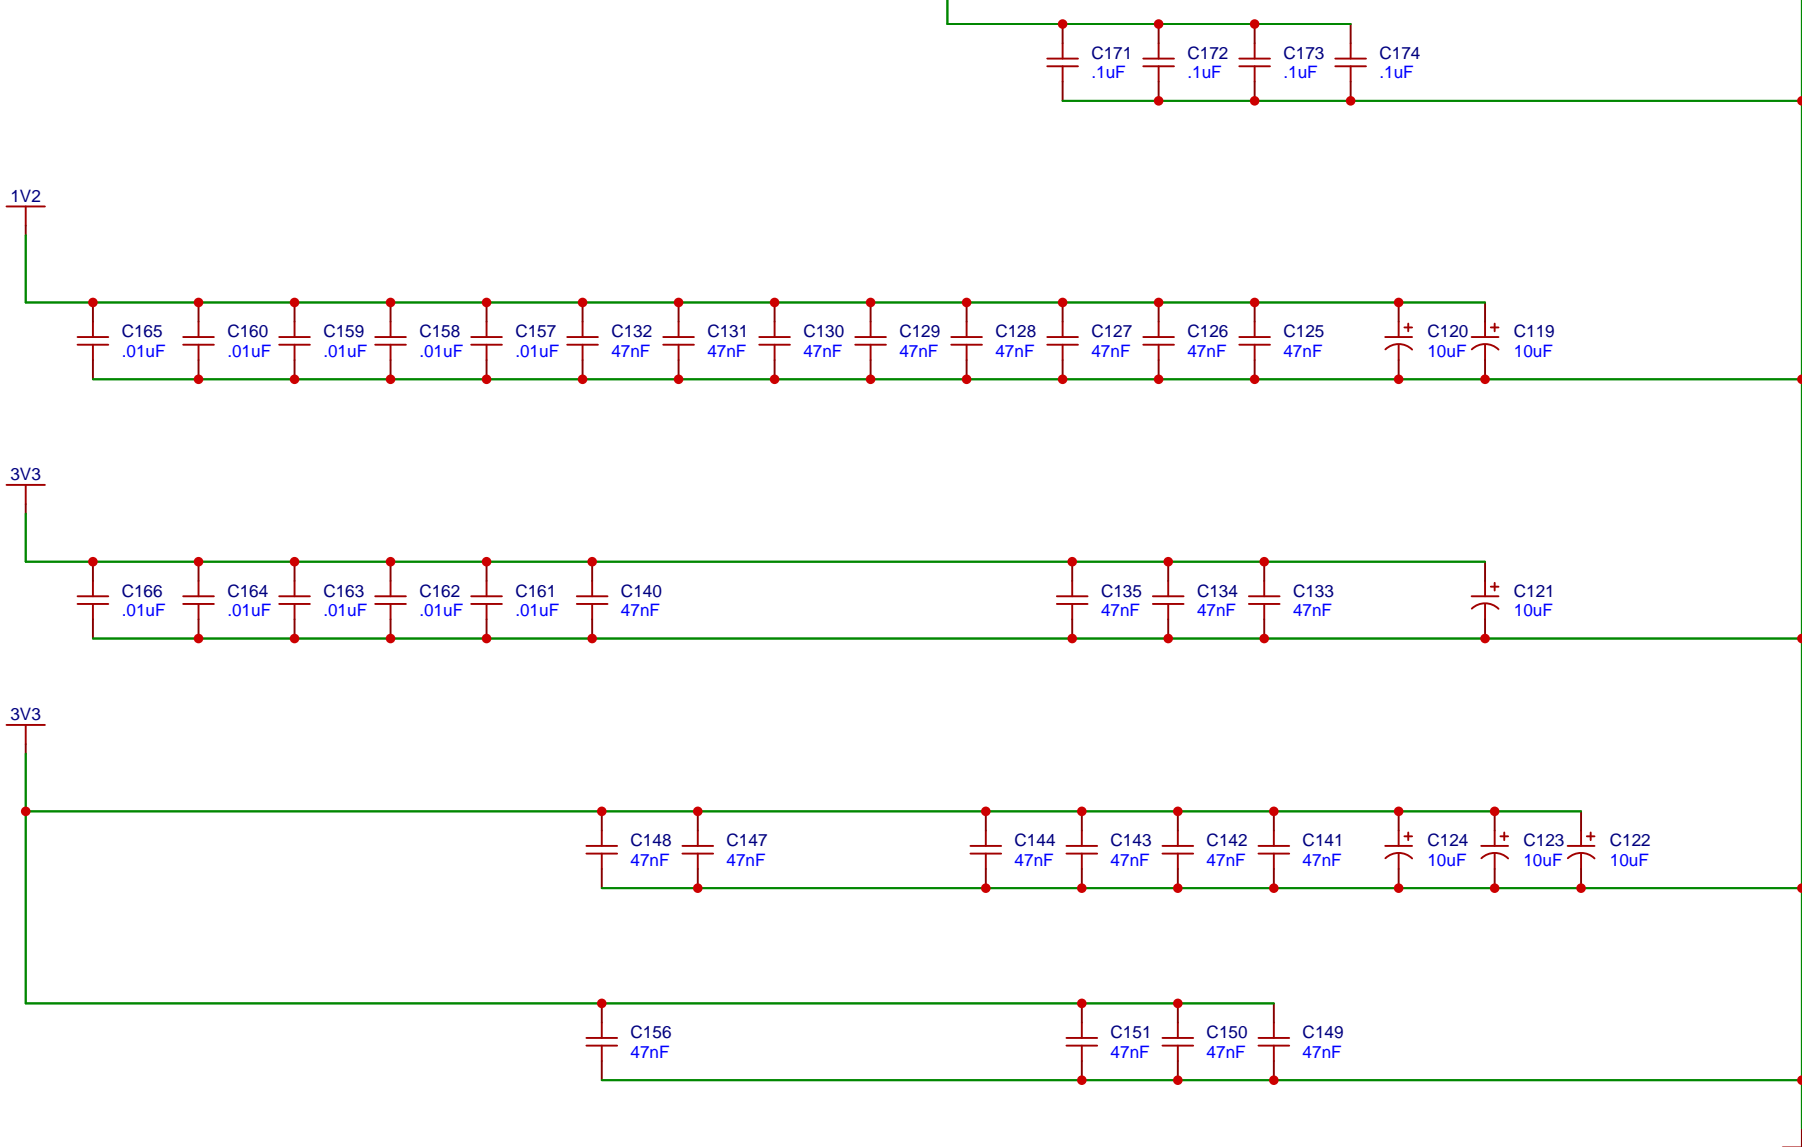 C171 C172 C173 C174
.1uF .1uF .1uF .1uF
1V2
C165 C160 C159 C158 C157 C132 C131 C130 C129 C128 C127 C126 C125 + C120 + C119
.01uF .01uF .01uF .01uF .01uF 47nF 47nF 47nF 47nF 47nF 47nF 47nF 47nF 10uF 10uF
3V3
C166 C164 C163 C162 C161 C140 C135 C134 C133 + C121
.01uF .01uF .01uF .01uF .01uF 47nF 47nF 47nF 47nF 10uF
3V3
C148 C147 C144 C143 C142 C141 + C124 + C123 + C122
47nF 47nF 47nF 47nF 47nF 47nF 10uF 10uF 10uF
C156 C151 C150 C149
47nF 47nF 47nF 47nF